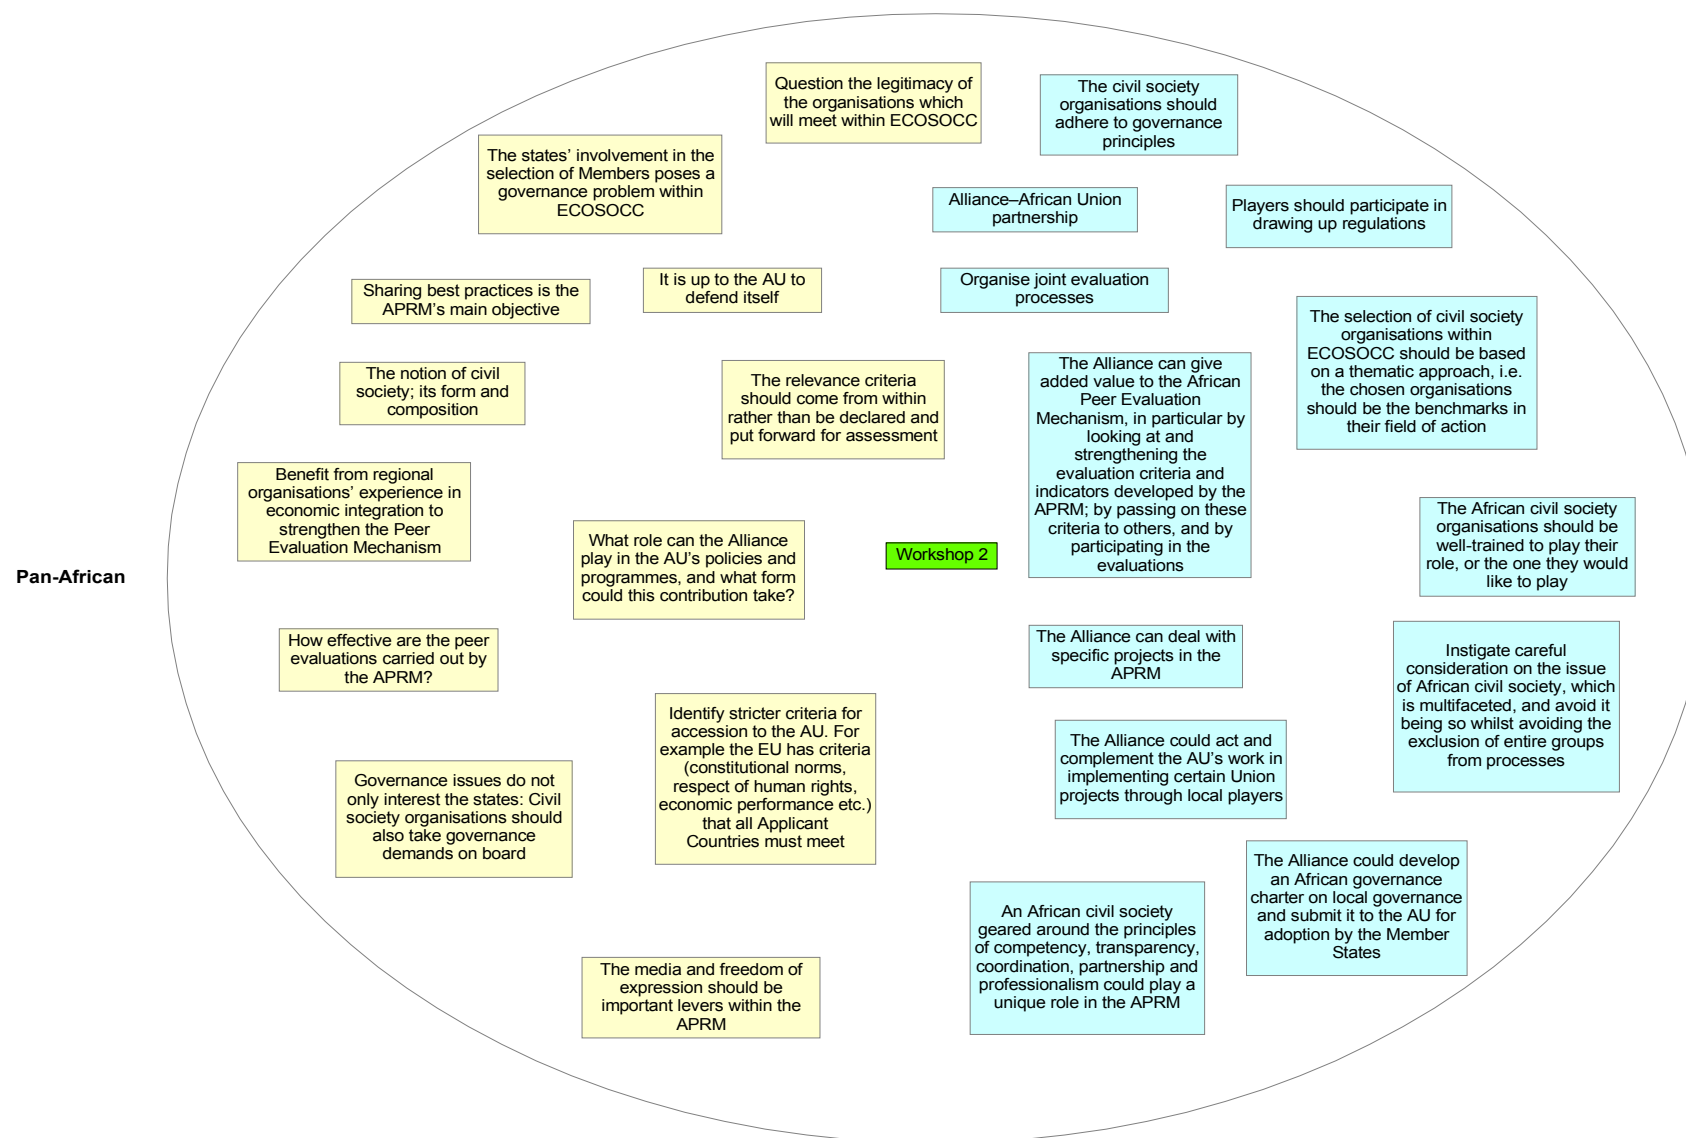 Question the legitimacy of
the organisations which
will meet within ECOSOCC
The civil society
organisations should
adhere to governance
principles
The states' involvement in the
selection of Members poses a
governance problem within
ECOSOCC
Alliance–African Union
partnership
Players should participate in
drawing up regulations
Sharing best practices is the
APRM's main objective
It is up to the AU to
defend itself
Organise joint evaluation
processes
The selection of civil society
organisations within
ECOSOCC should be based
on a thematic approach, i.e.
the chosen organisations
should be the benchmarks in
their field of action
The notion of civil
society; its form and
composition
The relevance criteria
should come from within
rather than be declared and
put forward for assessment
The Alliance can give
added value to the African
Peer Evaluation
Mechanism, in particular by
looking at and
strengthening the
evaluation criteria and
indicators developed by the
APRM; by passing on these
criteria to others, and by
participating in the
evaluations
Benefit from regional
organisations' experience in
economic integration to
strengthen the Peer
Evaluation Mechanism
What role can the Alliance
play in the AU's policies and
programmes, and what form
could this contribution take?
Workshop 2
The African civil society
organisations should be
well-trained to play their
role, or the one they would
like to play
Pan-African
How effective are the peer
evaluations carried out by
the APRM?
The Alliance can deal with
specific projects in the
APRM
Instigate careful
consideration on the issue
of African civil society, which
is multifaceted, and avoid it
being so whilst avoiding the
exclusion of entire groups
from processes
Identify stricter criteria for
accession to the AU. For
example the EU has criteria
(constitutional norms,
respect of human rights,
economic performance etc.)
that all Applicant
Countries must meet
The Alliance could act and
complement the AU's work in
implementing certain Union
projects through local players
Governance issues do not
only interest the states: Civil
society organisations should
also take governance
demands on board
The Alliance could develop
an African governance
charter on local governance
and submit it to the AU for
adoption by the Member
States
An African civil society
geared around the principles
of competency, transparency,
coordination, partnership and
professionalism could play a
unique role in the APRM
The media and freedom of
expression should be
important levers within the
APRM